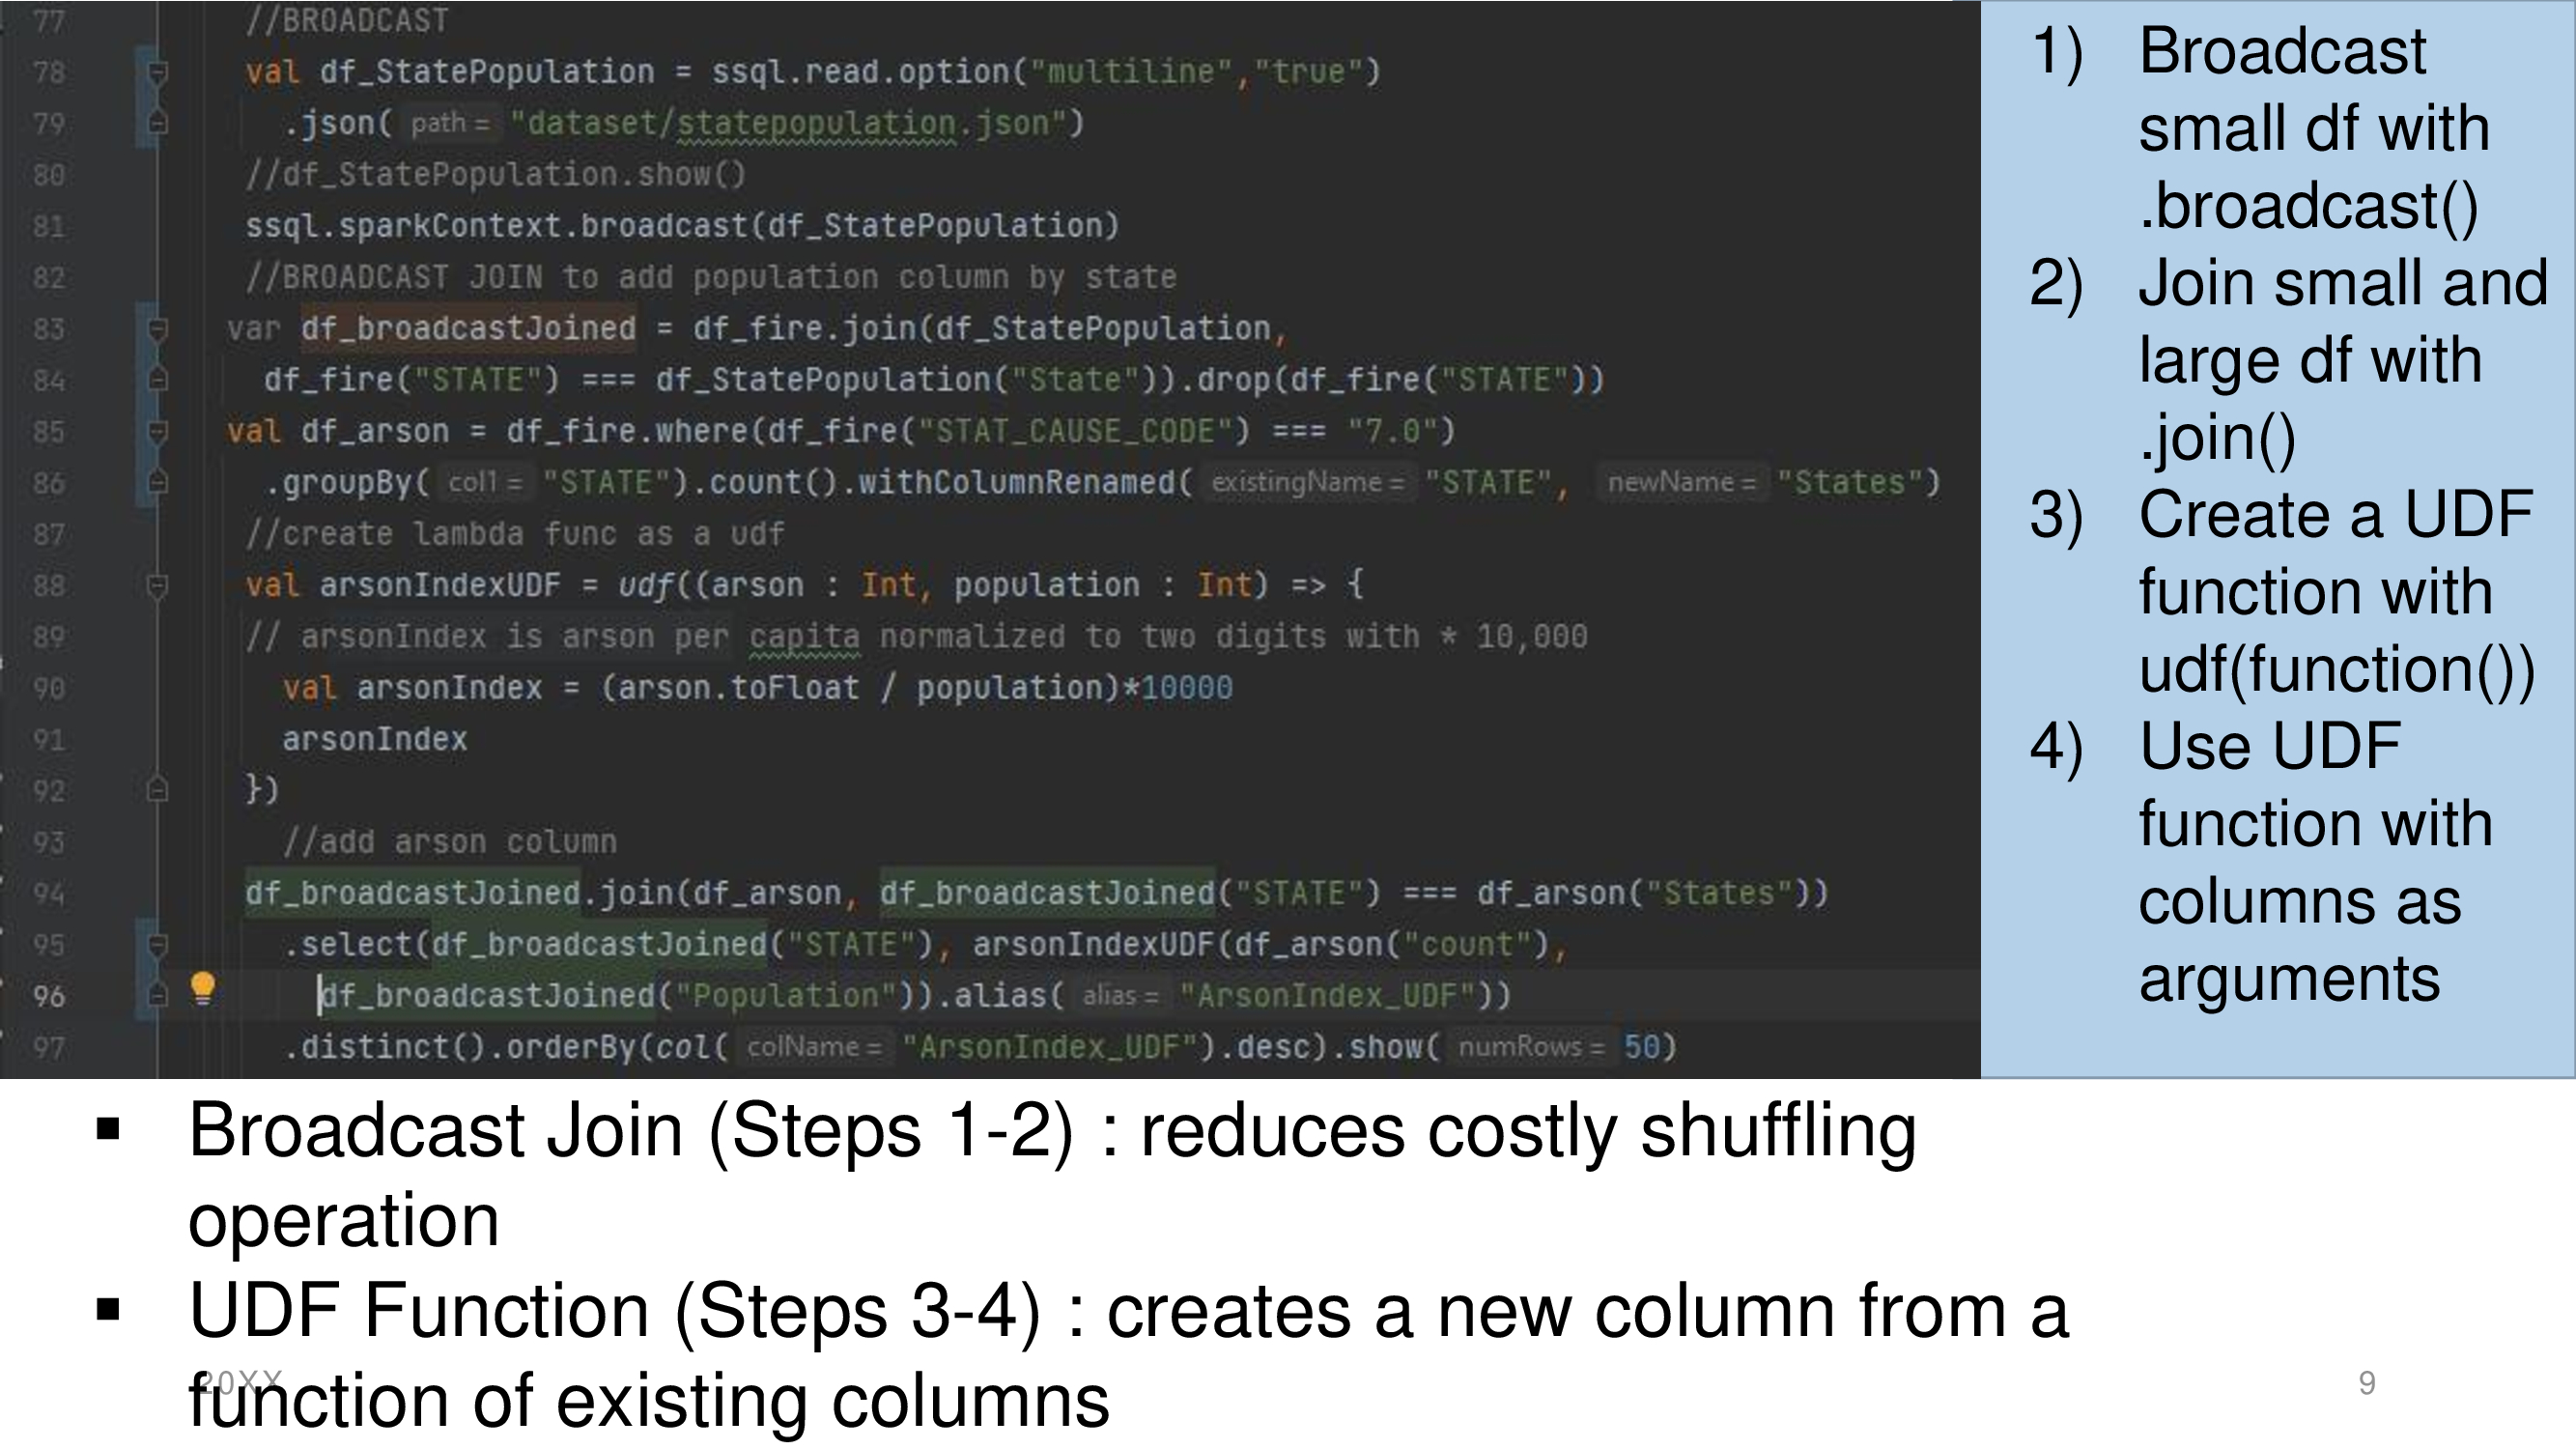 77 //BROADCAST
78 val df_StatePopulation = ssql.read.option("multiline","true")
79 .json( path = "dataset/statepopulation.json")
80 //df_StatePopulation.show()
81 ssql.sparkContext.broadcast(df_StatePopulation)
82 //BROADCAST JOIN to add population column by state
83 var df_broadcastJoined = df_fire.join(df_StatePopulation,
84 df_fire("STATE") === df_StatePopulation("State")).drop(df_fire("STATE"))
85 val df_arson = df_fire.where(df_fire("STAT_CAUSE_CODE") === "7.0")
86 .groupBy( col1 = "STATE").count().withColumnRenamed( existingName = "STATE", newName = "States")
87 //create lambda func as a udf
88 val arsonIndexUDF = udf((arson : Int, population : Int) => {
89 // arsonIndex is arson per capita normalized to two digits with * 10,000
90 val arsonIndex = (arson.toFloat / population)*10000
91 arsonIndex
92 })
93 //add arson column
94 df_broadcastJoined.join(df_arson, df_broadcastJoined("STATE") === df_arson("States"))
95 .select(df_broadcastJoined("STATE"), arsonIndexUDF(df_arson("count"),
96 df_broadcastJoined("Population")).alias( alias = "ArsonIndex_UDF"))
97 .distinct().orderBy(col( colName = "ArsonIndex_UDF").desc).show( numRows = 50)
1) Broadcast
small df with
.broadcast()
2) Join small and
large df with
.join()
3) Create a UDF
function with
udf(function())
4) Use UDF
function with
columns as
arguments
▪ Broadcast Join (Steps 1-2) : reduces costly shuffling
operation
▪ UDF Function (Steps 3-4) : creates a new column from a
function of existing columns
20XX
9